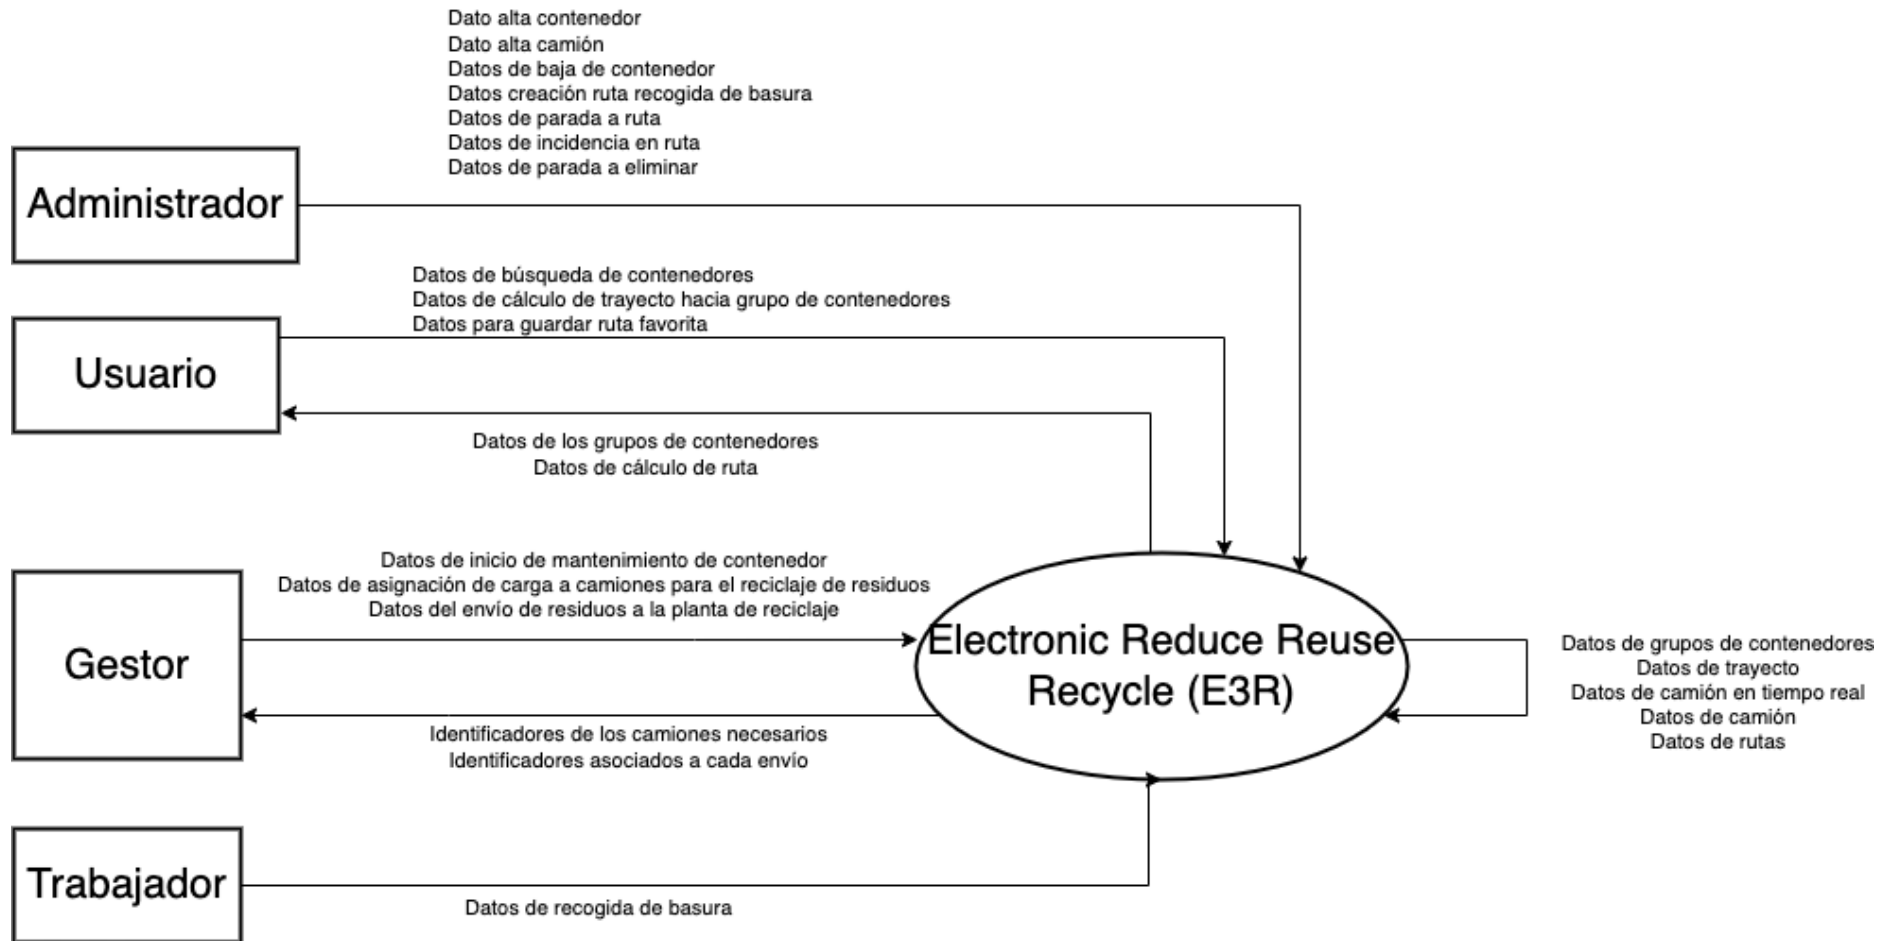 Dato alta contenedor
Dato alta camión
Datos de baja de contenedor
Datos creación ruta recogida de basura
Datos de parada a ruta
Datos de incidencia en ruta
Datos de parada a eliminar
Administrador
Datos de búsqueda de contenedores
Datos de cálculo de trayecto hacia grupo de contenedores
Datos para guardar ruta favorita
Usuario
Datos de los grupos de contenedores
Datos de cálculo de ruta
Datos de inicio de mantenimiento de contenedor
Datos de asignación de carga a camiones para el reciclaje de residuos
Datos del envío de residuos a la planta de reciclaje
Gestor
Electronic Reduce Reuse
Recycle (E3R)
Datos de grupos de contenedores
Datos de trayecto
Datos de camión en tiempo real
Datos de camión
Datos de rutas
Identificadores de los camiones necesarios
Identificadores asociados a cada envío
Trabajador
Datos de recogida de basura